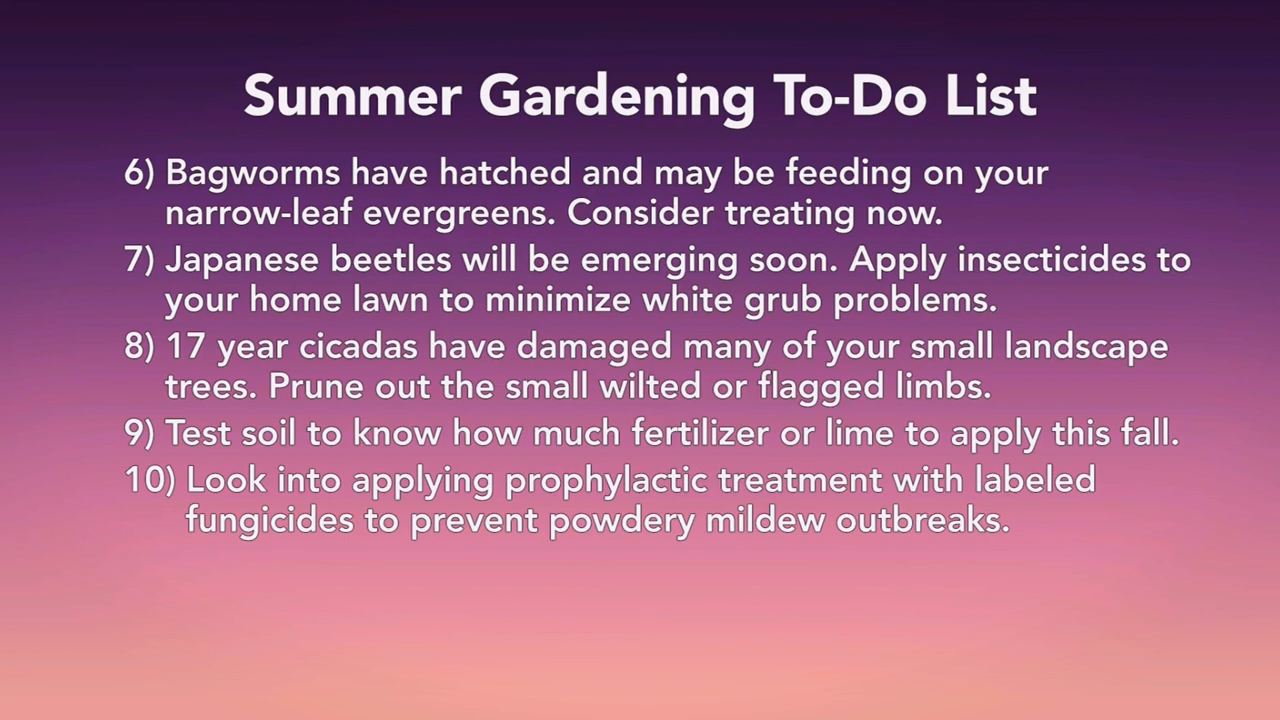 Summer Gardening To-Do List
6) Bagworms have hatched and may be feeding on your
narrow-leaf evergreens. Consider treating now.
7) Japanese beetles will be emerging soon. Apply insecticides to
your home lawn to minimize white grub problems.
8) 17 year cicadas have damaged many of your small landscape
trees. Prune out the small wilted or flagged limbs.
9) Test soil to know how much fertilizer or lime to apply this fall.
10) Look into applying prophylactic treatment with labeled
fungicides to prevent powdery mildew outbreaks.